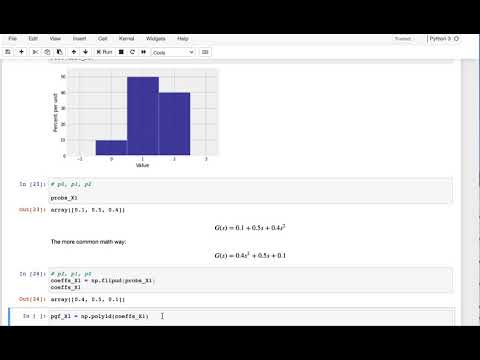 File Edit View Insert Cell Kernel Widgets Help
Trusted Python 3
Run Code
Percent per unit
50
40
30
20
10
0
-1 0 1 2 3
Value
In [23]: # p0, p1, p2
probs_X1
Out[23]: array([0.1, 0.5, 0.4])
G(s) = 0.1 + 0.5s + 0.4s²
The more common math way:
G(s) = 0.4s² + 0.5s + 0.1
In [24]: # p2, p1, p0
coeffs_X1 = np.flipud(probs_X1)
coeffs_X1
Out[24]: array([0.4, 0.5, 0.1])
In [ ]: pgf_X1 = np.poly1d(coeffs_X1)